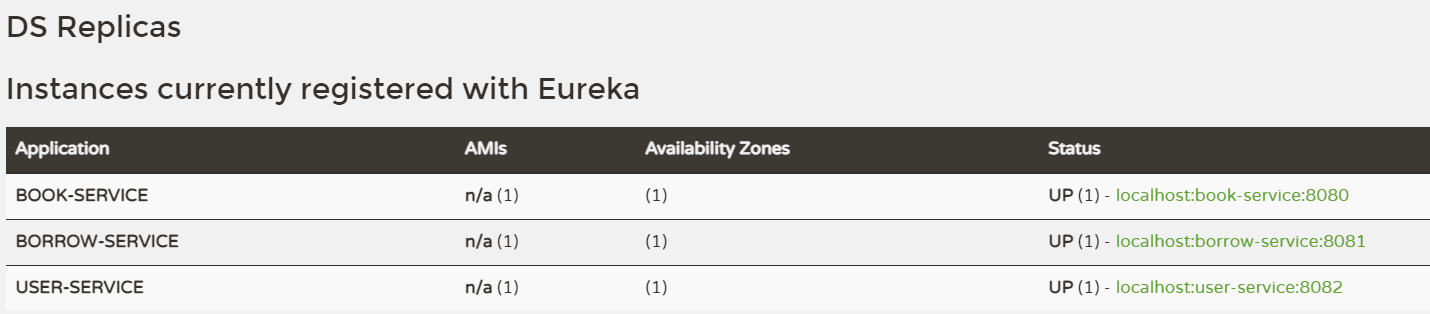 DS Replicas
Instances currently registered with Eureka
Application AMIs Availability Zones Status
BOOK-SERVICE n/a (1) (1) UP (1) - localhost:book-service:8080
BORROW-SERVICE n/a (1) (1) UP (1) - localhost:borrow-service:8081
USER-SERVICE n/a (1) (1) UP (1) - localhost:user-service:8082